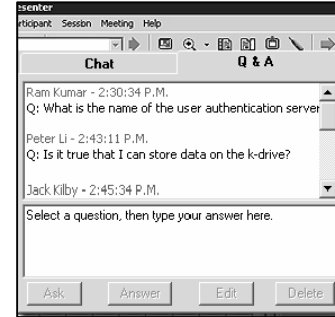 esenter
rticipant Session Meeting Help
Chat Q & A
Ram Kumar - 2:30:34 P.M.
Q: What is the name of the user authentication server
Peter Li - 2:43:11 P.M.
Q: Is it true that I can store data on the k-drive?
Jack Kilby - 2:45:34 P.M.
Select a question, then type your answer here.
Ask Answer Edit Delete